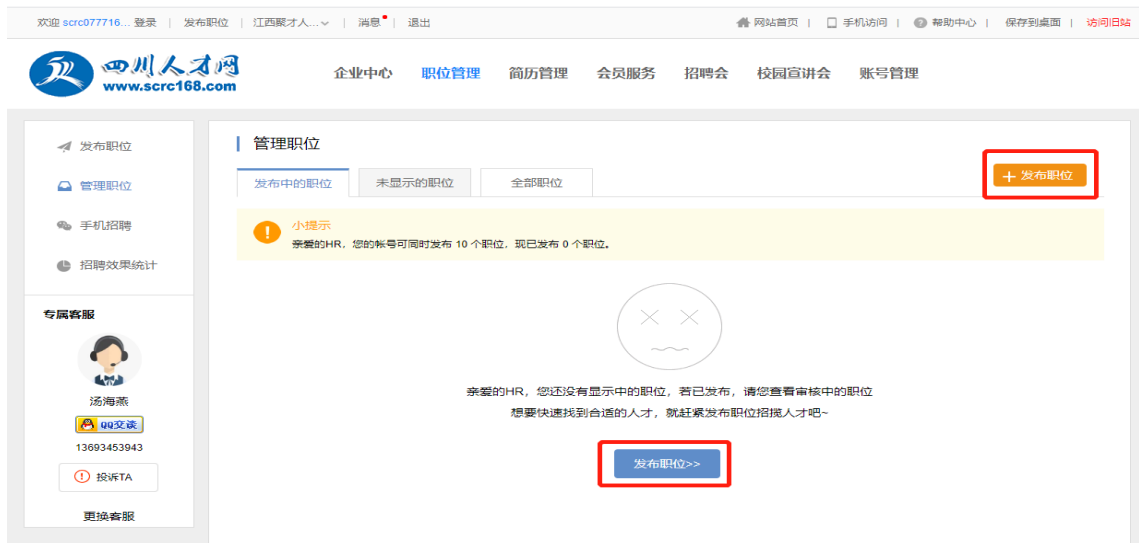 欢迎 scrc077716... 登录 | 发布职位 | 江西聚才人... | 消息 | 退出
网站首页 | 手机访问 | 帮助中心 | 保存到桌面 | 访问旧站
四川人才网
www.scrc168.com
企业中心 职位管理 简历管理 会员服务 招聘会 校园宣讲会 账号管理
发布职位
管理职位
手机招聘
招聘效果统计
专属客服
汤海燕
QQ交谈
13693453943
投诉TA
更换客服
管理职位
发布中的职位 未显示的职位 全部职位
+ 发布职位
小提示
亲爱的HR，您的帐号可同时发布 10 个职位，现已发布 0 个职位。
亲爱的HR，您还没有显示中的职位，若已发布，请您查看审核中的职位
想要快速找到合适的人才，就赶紧发布职位招揽人才吧~
发布职位>>